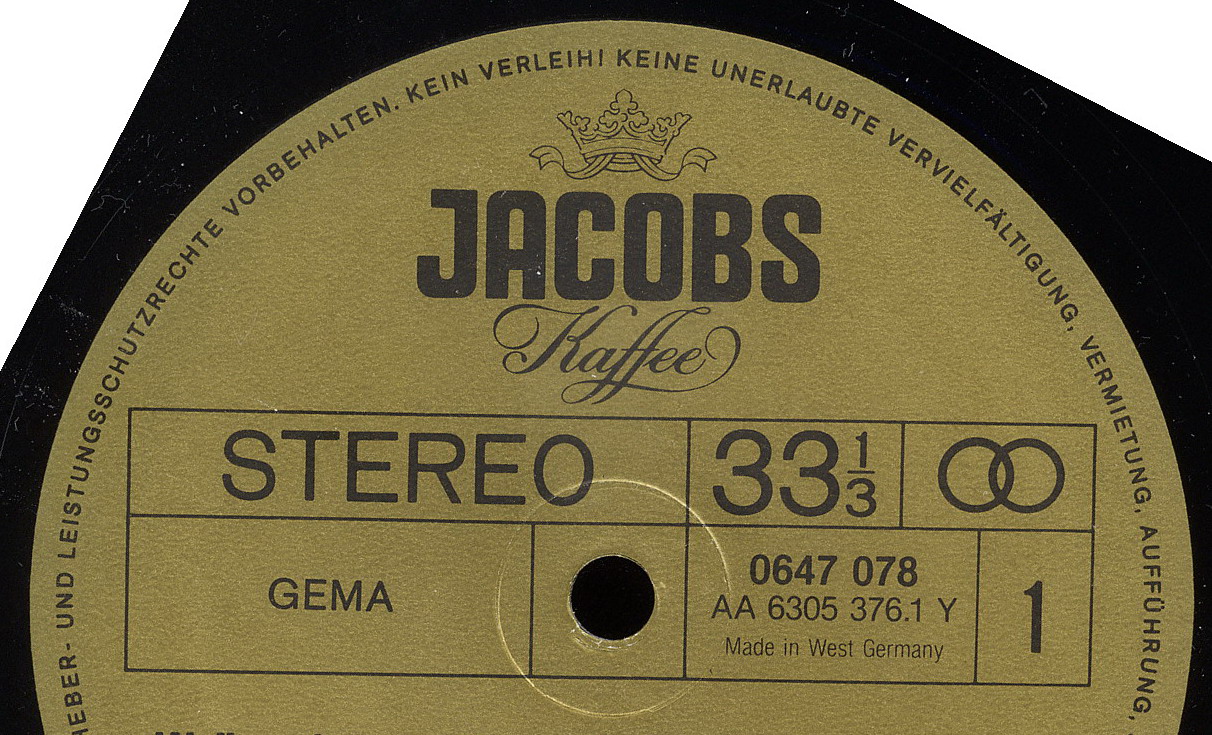 HEBER- UND LEISTUNGSSCHUTZRECHTE VORBEHALTEN. KEIN VERLEIH! KEINE UNERLAUBTE VERVIELFÄLTIGUNG, VERMIETUNG, AUFFÜHRUNG,
JACOBS
Kaffee
STEREO 33 1/3
GEMA
0647 078
AA 6305 376.1 Y
Made in West Germany
1